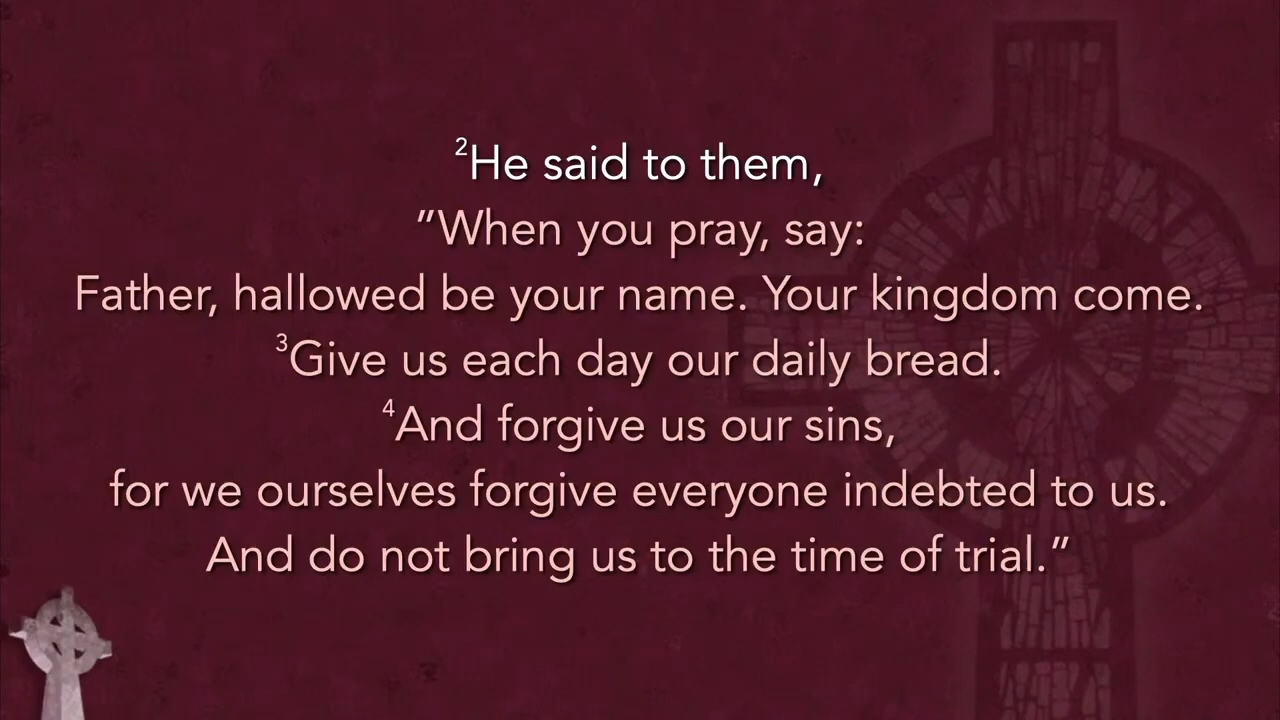 ²He said to them,
”When you pray, say:
Father, hallowed be your name. Your kingdom come.
³Give us each day our daily bread.
⁴And forgive us our sins,
for we ourselves forgive everyone indebted to us.
And do not bring us to the time of trial.”